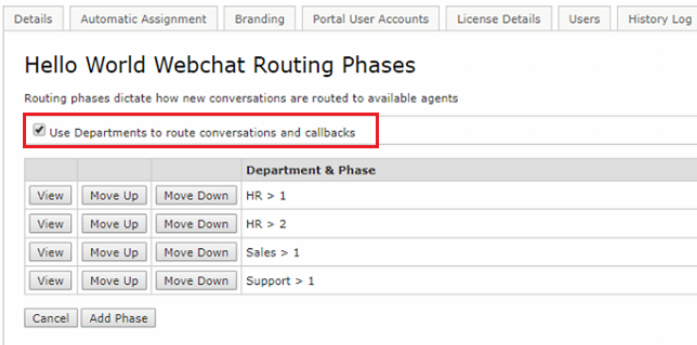 Details Automatic Assignment Branding Portal User Accounts License Details Users History Log
Hello World Webchat Routing Phases
Routing phases dictate how new conversations are routed to available agents
Use Departments to route conversations and callbacks
Department & Phase
View Move Up Move Down HR > 1
View Move Up Move Down HR > 2
View Move Up Move Down Sales > 1
View Move Up Move Down Support > 1
Cancel Add Phase